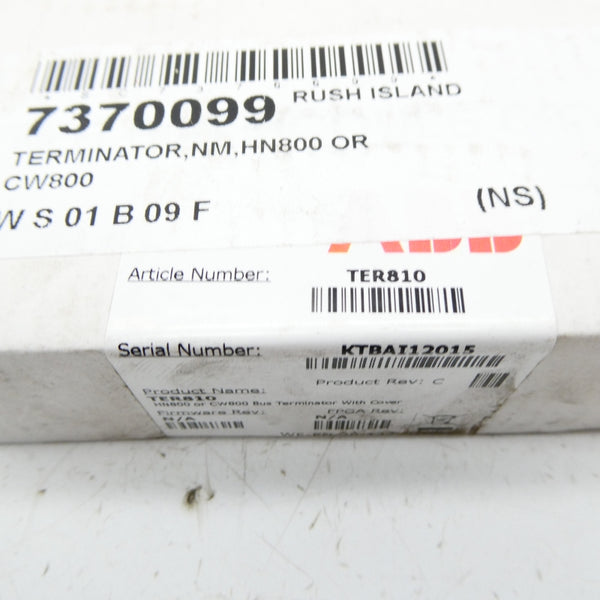 RUSH ISLAND
7370099
TERMINATOR,NM,HN800 OR
CW800
W S 01 B 09 F
(NS)
ABB
Article Number: TER810
Serial Number: KTBAI12015
Product Rev: C
Product Name:
TER810
HN800 or CW800 Bus Terminator With Cover
Firmware Rev: FPGA Rev:
N/A N/A